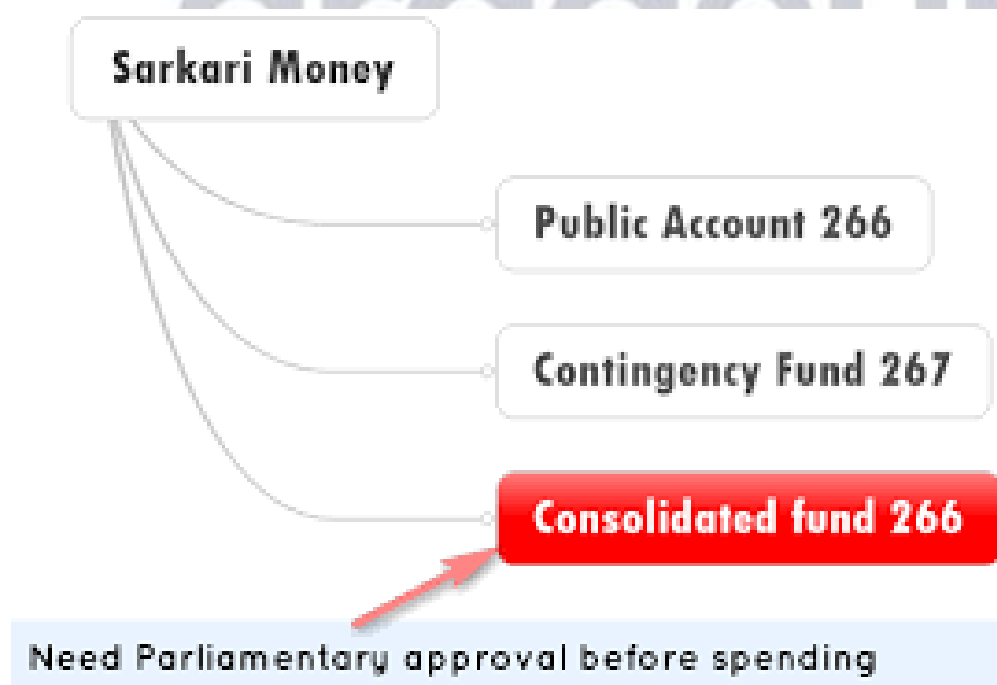 Sarkari Money
Public Account 266
Contingency Fund 267
Consolidated fund 266
Need Parliamentary approval before spending